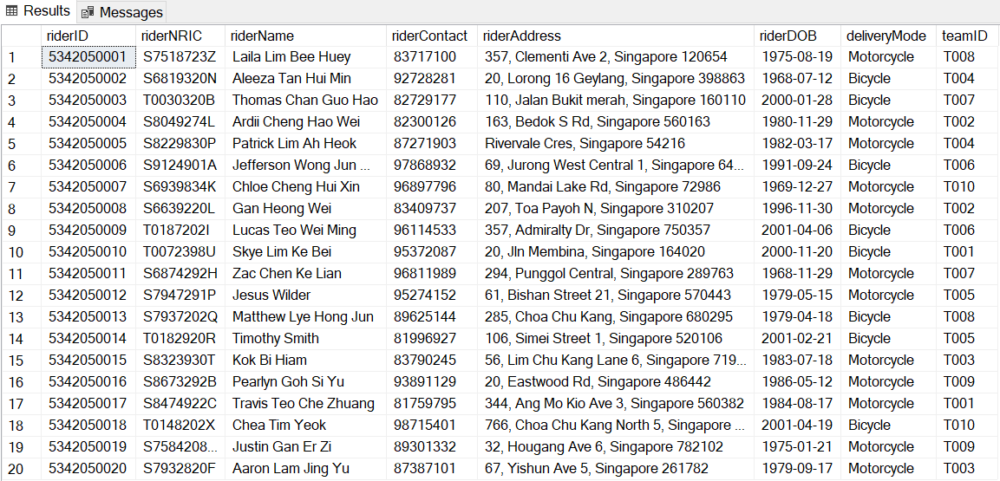 Results Messages
riderID riderNRIC riderName riderContact riderAddress riderDOB deliveryMode teamID
1 5342050001 S7518723Z Laila Lim Bee Huey 83717100 357, Clementi Ave 2, Singapore 120654 1975-08-19 Motorcycle T008
2 5342050002 S6819320N Aleeza Tan Hui Min 92728281 20, Lorong 16 Geylang, Singapore 398863 1968-07-12 Bicycle T004
3 5342050003 T0030320B Thomas Chan Guo Hao 82729177 110, Jalan Bukit merah, Singapore 160110 2000-01-28 Bicycle T007
4 5342050004 S8049274L Ardii Cheng Hao Wei 82300126 163, Bedok S Rd, Singapore 560163 1980-11-29 Motorcycle T002
5 5342050005 S8229830P Patrick Lim Ah Heok 87271903 Rivervale Cres, Singapore 54216 1982-03-17 Motorcycle T004
6 5342050006 S9124901A Jefferson Wong Jun ... 97868932 69, Jurong West Central 1, Singapore 64... 1991-09-24 Bicycle T006
7 5342050007 S6939834K Chloe Cheng Hui Xin 96897796 80, Mandai Lake Rd, Singapore 72986 1969-12-27 Motorcycle T010
8 5342050008 S6639220L Gan Heong Wei 83409737 207, Toa Payoh N, Singapore 310207 1996-11-30 Motorcycle T002
9 5342050009 T0187202I Lucas Teo Wei Ming 96114533 357, Admiralty Dr, Singapore 750357 2001-04-06 Bicycle T006
10 5342050010 T0072398U Skye Lim Ke Bei 95372087 20, Jln Membina, Singapore 164020 2000-11-20 Bicycle T001
11 5342050011 S6874292H Zac Chen Ke Lian 96811989 294, Punggol Central, Singapore 289763 1968-11-29 Motorcycle T007
12 5342050012 S7947291P Jesus Wilder 95274152 61, Bishan Street 21, Singapore 570443 1979-05-15 Motorcycle T005
13 5342050013 S7937202Q Matthew Lye Hong Jun 89625144 285, Choa Chu Kang, Singapore 680295 1979-04-18 Bicycle T008
14 5342050014 T0182920R Timothy Smith 81996927 106, Simei Street 1, Singapore 520106 2001-02-21 Bicycle T005
15 5342050015 S8323930T Kok Bi Hiam 83790245 56, Lim Chu Kang Lane 6, Singapore 719... 1983-07-18 Motorcycle T003
16 5342050016 S8673292B Pearlyn Goh Si Yu 93891129 20, Eastwood Rd, Singapore 486442 1986-05-12 Motorcycle T009
17 5342050017 S8474922C Travis Teo Che Zhuang 81759795 344, Ang Mo Kio Ave 3, Singapore 560382 1984-08-17 Motorcycle T001
18 5342050018 T0148202X Chea Tim Yeok 98715401 766, Choa Chu Kang North 5, Singapore ... 2001-04-19 Bicycle T010
19 5342050019 S7584208... Justin Gan Er Zi 89301332 32, Hougang Ave 6, Singapore 782102 1975-01-21 Motorcycle T009
20 5342050020 S7932820F Aaron Lam Jing Yu 87387101 67, Yishun Ave 5, Singapore 261782 1979-09-17 Motorcycle T003